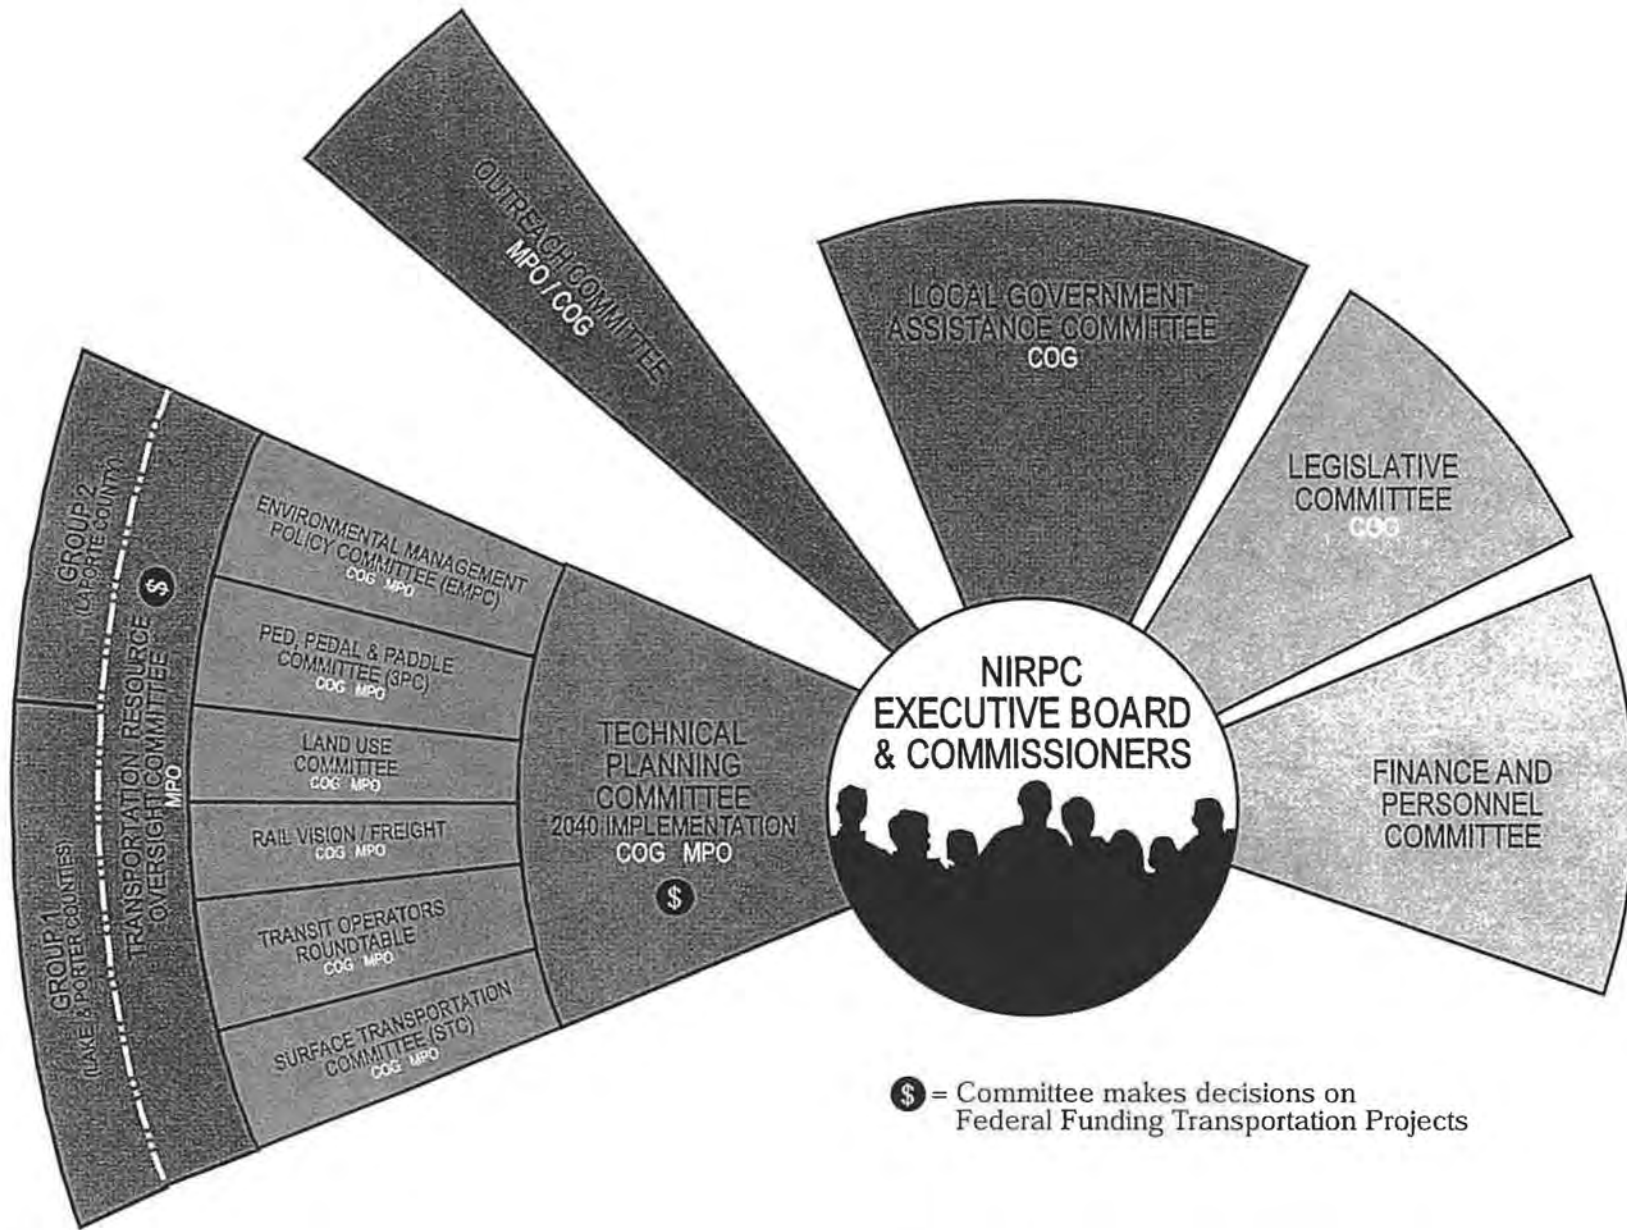 OUTREACH COMMITTEE
MPO / COG
LOCAL GOVERNMENT
ASSISTANCE COMMITTEE
COG
LEGISLATIVE
COMMITTEE
COG
FINANCE AND
PERSONNEL
COMMITTEE
NIRPC
EXECUTIVE BOARD
& COMMISSIONERS
TECHNICAL
PLANNING
COMMITTEE
2040 IMPLEMENTATION
COG MPO
$
ENVIRONMENTAL MANAGEMENT
POLICY COMMITTEE (EMPC)
COG MPO
PED, PEDAL & PADDLE
COMMITTEE (3PC)
COG MPO
LAND USE
COMMITTEE
COG MPO
RAIL VISION / FREIGHT
COG MPO
TRANSIT OPERATORS
ROUNDTABLE
COG MPO
SURFACE TRANSPORTATION
COMMITTEE (STC)
COG MPO
TRANSPORTATION RESOURCE
OVERSIGHT COMMITTEE $
MPO
GROUP 2
(LAPORTE COUNTY)
GROUP 1
(LAKE & PORTER COUNTIES)
$ = Committee makes decisions on
Federal Funding Transportation Projects